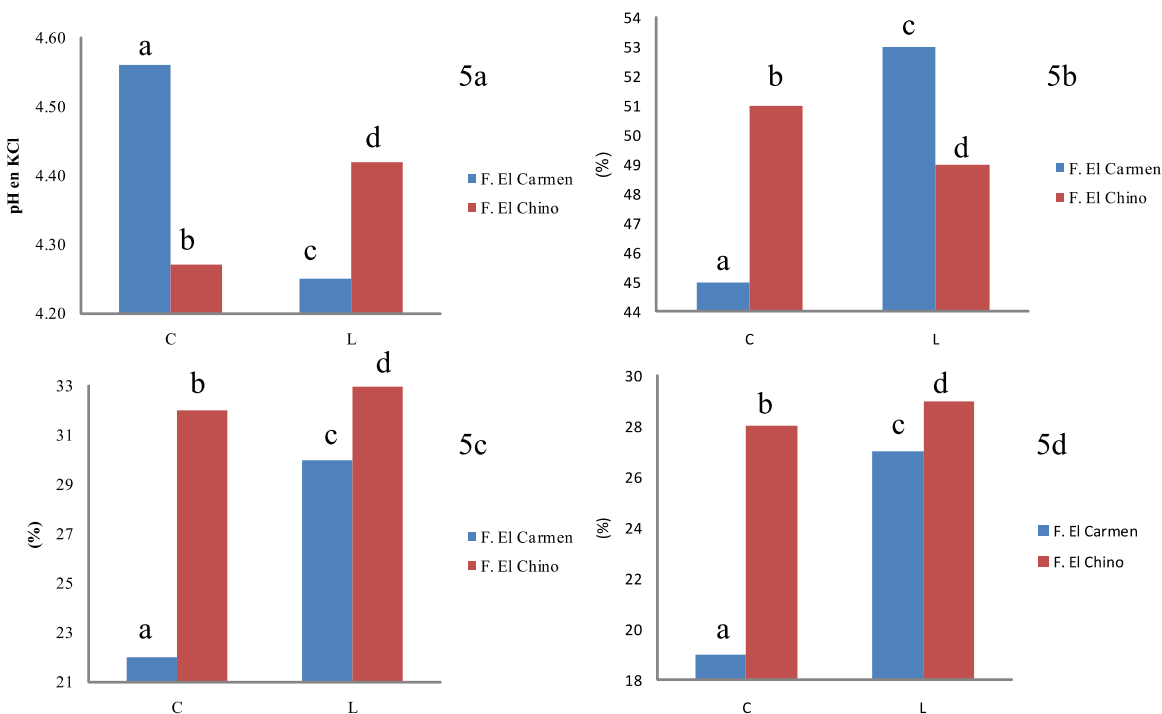 5a
pH en KCl
4.60
4.50
4.40
4.30
4.20
a
b
c
d
C
L
F. El Carmen
F. El Chino
5b
(%)
54
53
52
51
50
49
48
47
46
45
44
a
b
c
d
C
L
F. El Carmen
F. El Chino
5c
(%)
33
31
29
27
25
23
21
a
b
c
d
C
L
F. El Carmen
F. El Chino
5d
(%)
30
28
26
24
22
20
18
a
b
c
d
C
L
F. El Carmen
F. El Chino